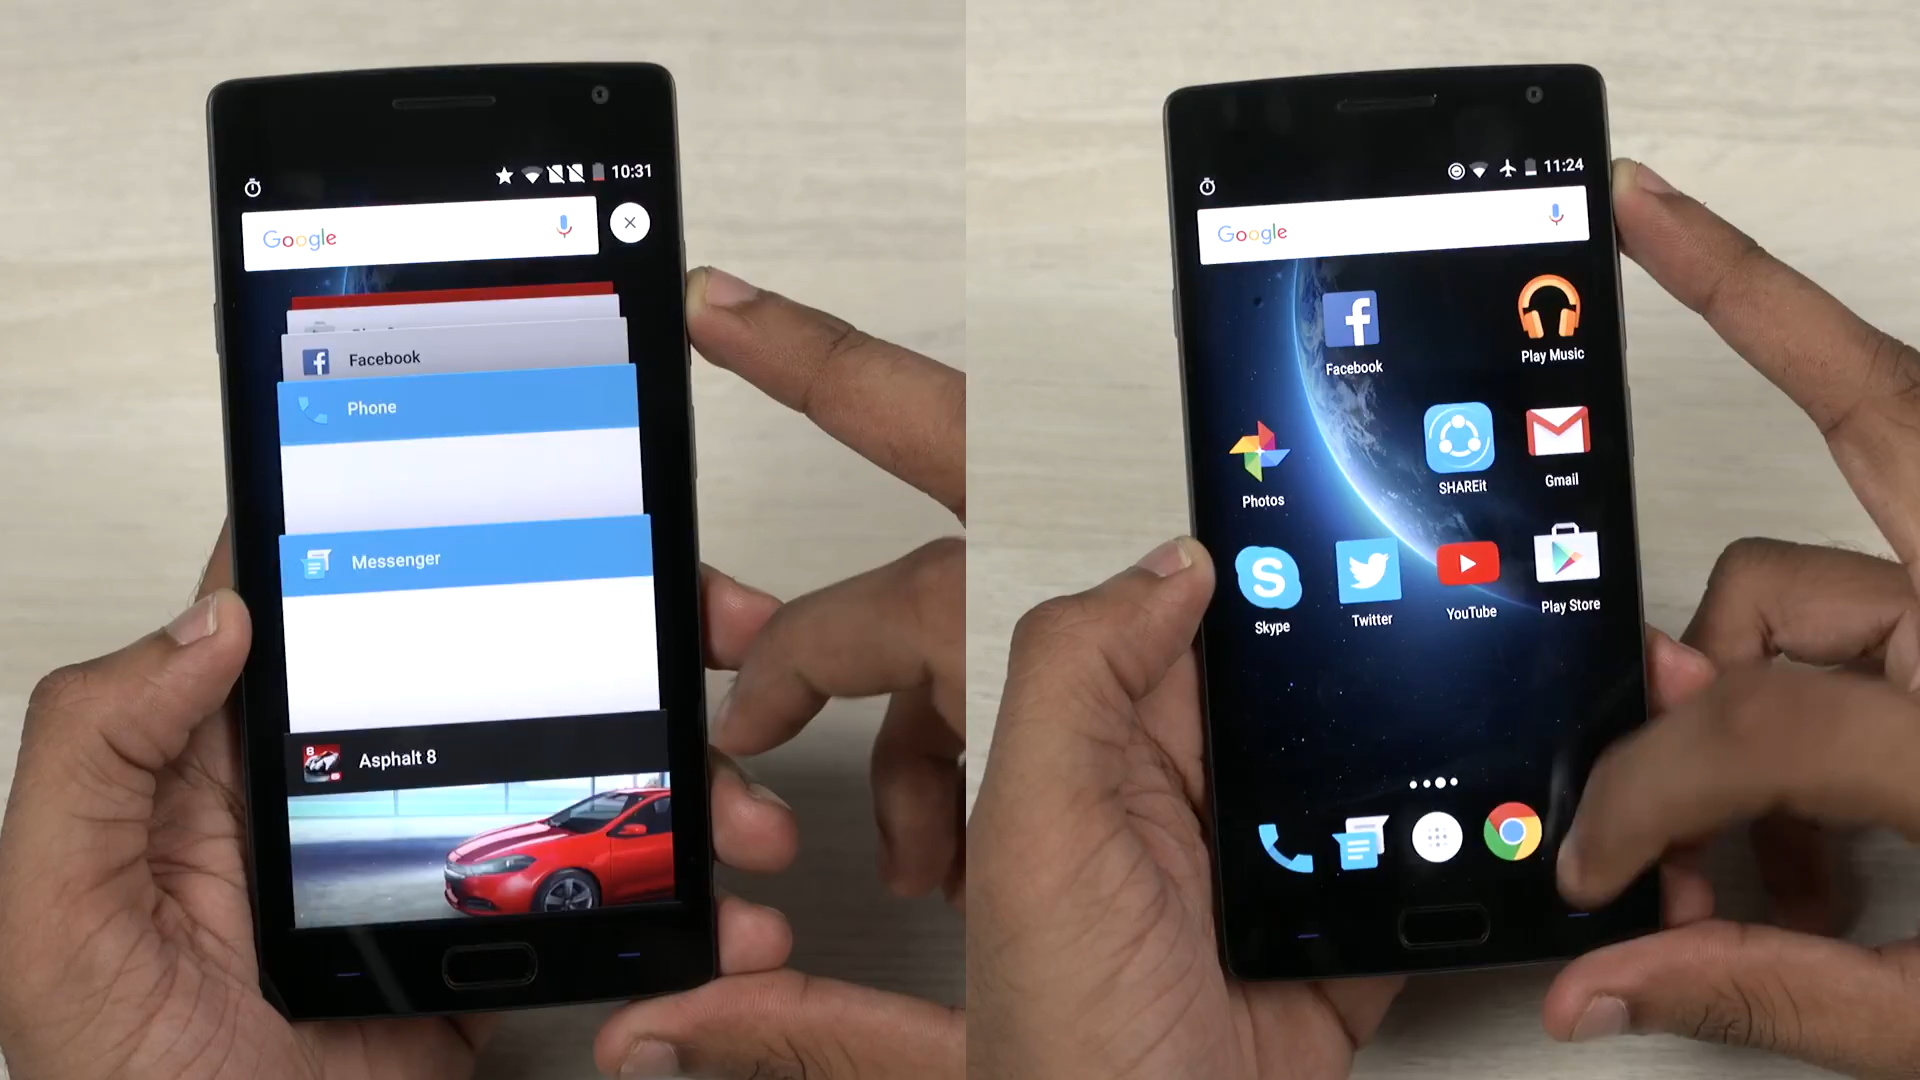 10:31
Google
Facebook
Phone
Messenger
Asphalt 8
11:24
Google
Facebook
Play Music
Photos
SHAREit
Gmail
Skype
Twitter
YouTube
Play Store